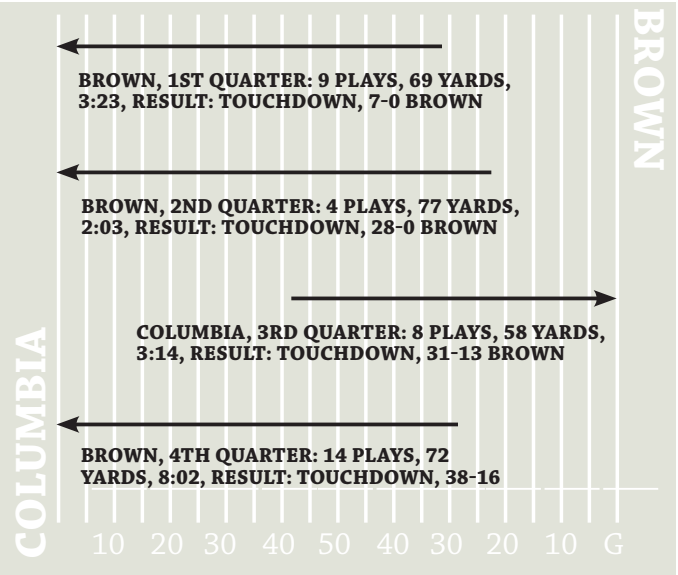 BROWN
BROWN, 1ST QUARTER: 9 PLAYS, 69 YARDS,
3:23, RESULT: TOUCHDOWN, 7-0 BROWN
BROWN, 2ND QUARTER: 4 PLAYS, 77 YARDS,
2:03, RESULT: TOUCHDOWN, 28-0 BROWN
COLUMBIA, 3RD QUARTER: 8 PLAYS, 58 YARDS,
3:14, RESULT: TOUCHDOWN, 31-13 BROWN
COLUMBIA
BROWN, 4TH QUARTER: 14 PLAYS, 72
YARDS, 8:02, RESULT: TOUCHDOWN, 38-16
10 20 30 40 50 40 30 20 10 G